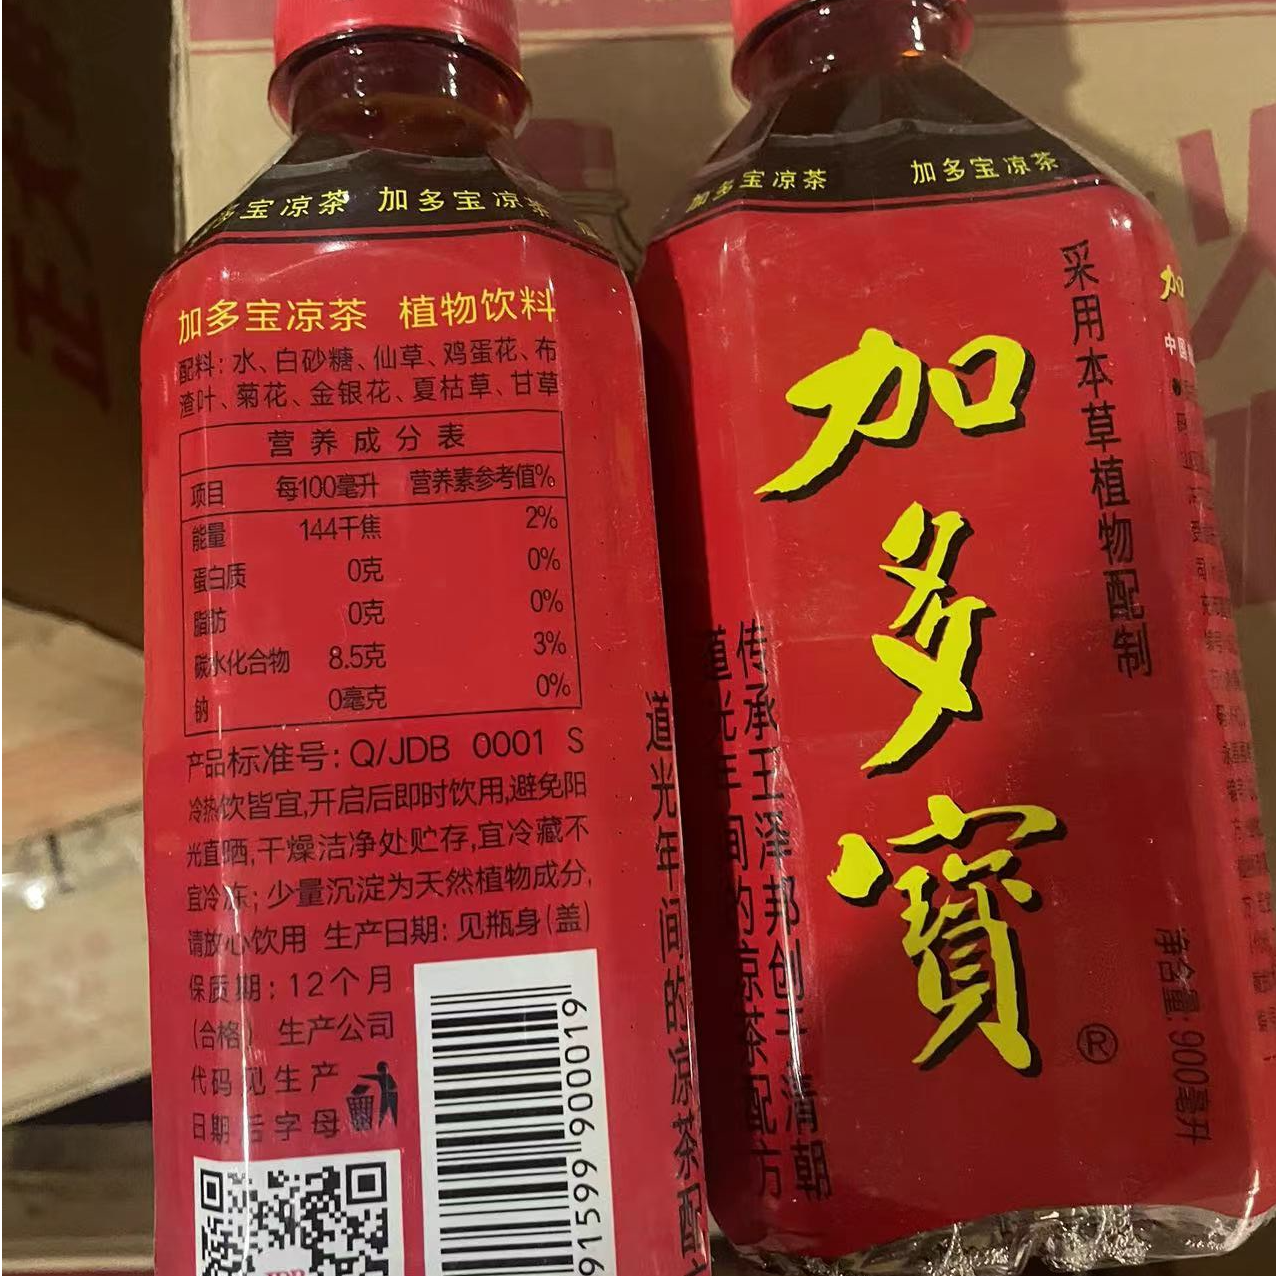 宝凉茶 加多宝凉茶
加多宝凉茶 植物饮料
配料:水、白砂糖、仙草、鸡蛋花、布
渣叶、菊花、金银花、夏枯草、甘草
营养成分表
项目 每100毫升 营养素参考值%
能量 144千焦 2%
蛋白质 0克 0%
脂肪 0克 0%
碳水化合物 8.5克 3%
钠 0毫克 0%
产品标准号:Q/JDB 0001 S
冷热饮皆宜,开启后即时饮用,避免阳
光直晒,干燥洁净处贮存,宜冷藏不
宜冷冻;少量沉淀为天然植物成分,
请放心饮用 生产日期:见瓶身(盖)
保质期:12个月
(合格) 生产公司
代码见生产
日期后字母
91599 900019
JDB
道光年间的凉茶配
加多宝凉茶 加多宝凉茶
采用本草植物配制
加多寶
®
传承王泽邦创于清朝
道光年间的凉茶配方
净含量:900毫升
加
中国